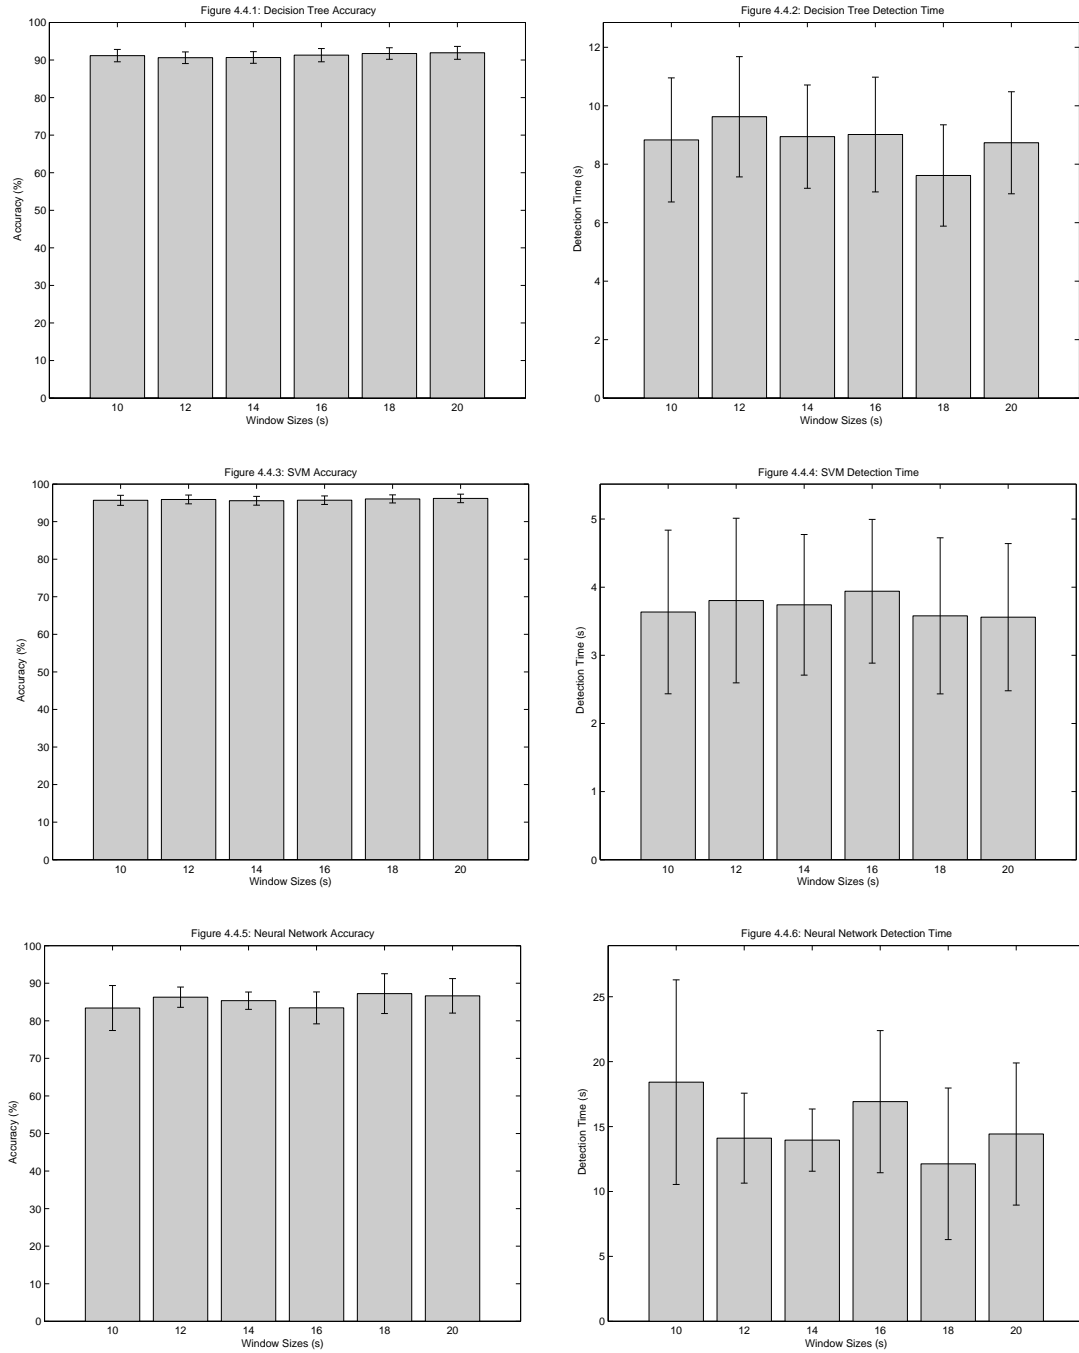 Figure 4.4.1: Decision Tree Accuracy
100
90
80
70
60
50
40
30
20
10
0
Accuracy (%)
10 12 14 16 18 20
Window Sizes (s)
Figure 4.4.2: Decision Tree Detection Time
12
10
8
6
4
2
0
Detection Time (s)
10 12 14 16 18 20
Window Sizes (s)
Figure 4.4.3: SVM Accuracy
100
90
80
70
60
50
40
30
20
10
0
Accuracy (%)
10 12 14 16 18 20
Window Sizes (s)
Figure 4.4.4: SVM Detection Time
5
4
3
2
1
0
Detection Time (s)
10 12 14 16 18 20
Window Sizes (s)
Figure 4.4.5: Neural Network Accuracy
100
90
80
70
60
50
40
30
20
10
0
Accuracy (%)
10 12 14 16 18 20
Window Sizes (s)
Figure 4.4.6: Neural Network Detection Time
25
20
15
10
5
0
Detection Time (s)
10 12 14 16 18 20
Window Sizes (s)